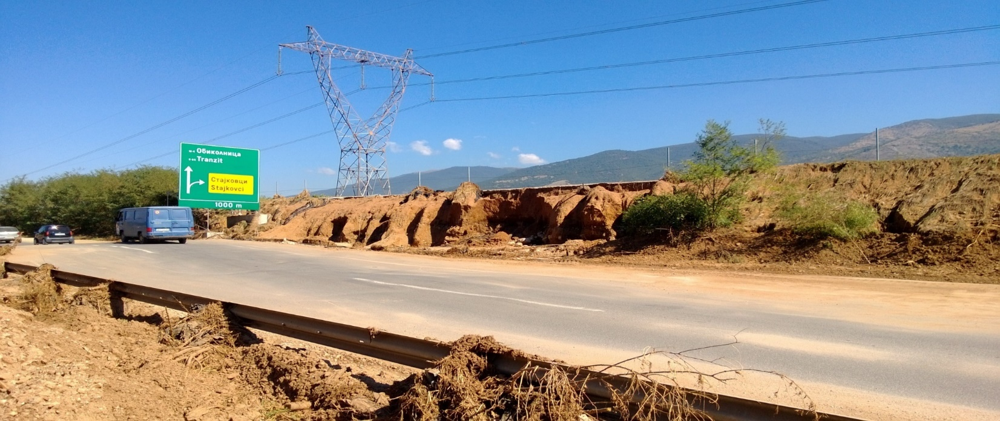 Обиколница
Tranzit
Стајковци
Stajkovci
1000 m